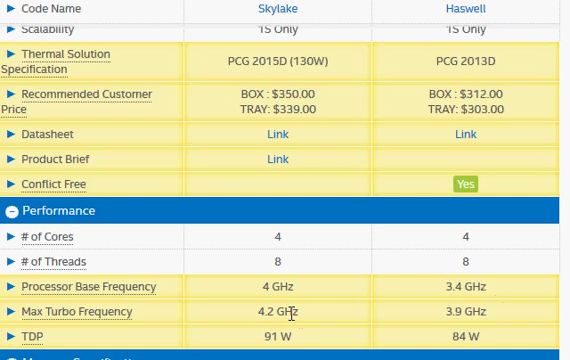 Code Name Skylake Haswell
Scalability 1S Only 1S Only
Thermal Solution
Specification PCG 2015D (130W) PCG 2013D
Recommended Customer BOX : $350.00 BOX : $312.00
Price TRAY: $339.00 TRAY: $303.00
Datasheet Link Link
Product Brief Link
Conflict Free Yes
Performance
# of Cores 4 4
# of Threads 8 8
Processor Base Frequency 4 GHz 3.4 GHz
Max Turbo Frequency 4.2 GHz 3.9 GHz
TDP 91 W 84 W